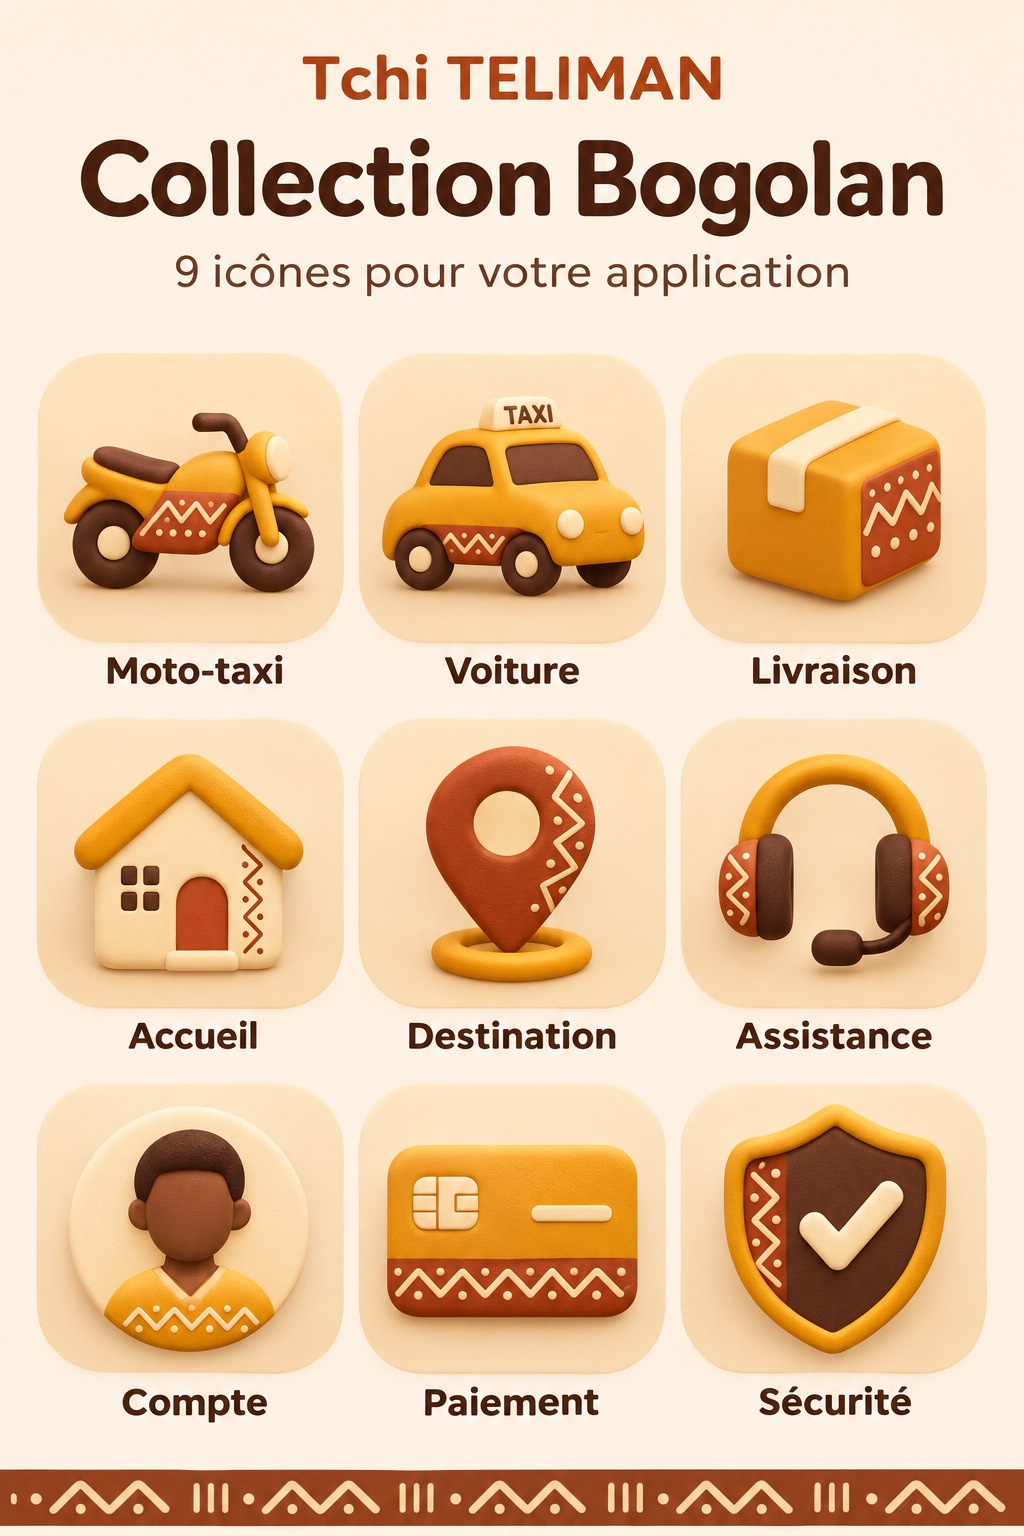 Tchi TELIMAN
Collection Bogolan
9 icônes pour votre application
TAXI
Moto-taxi
Voiture
Livraison
Accueil
Destination
Assistance
Compte
Paiement
Sécurité